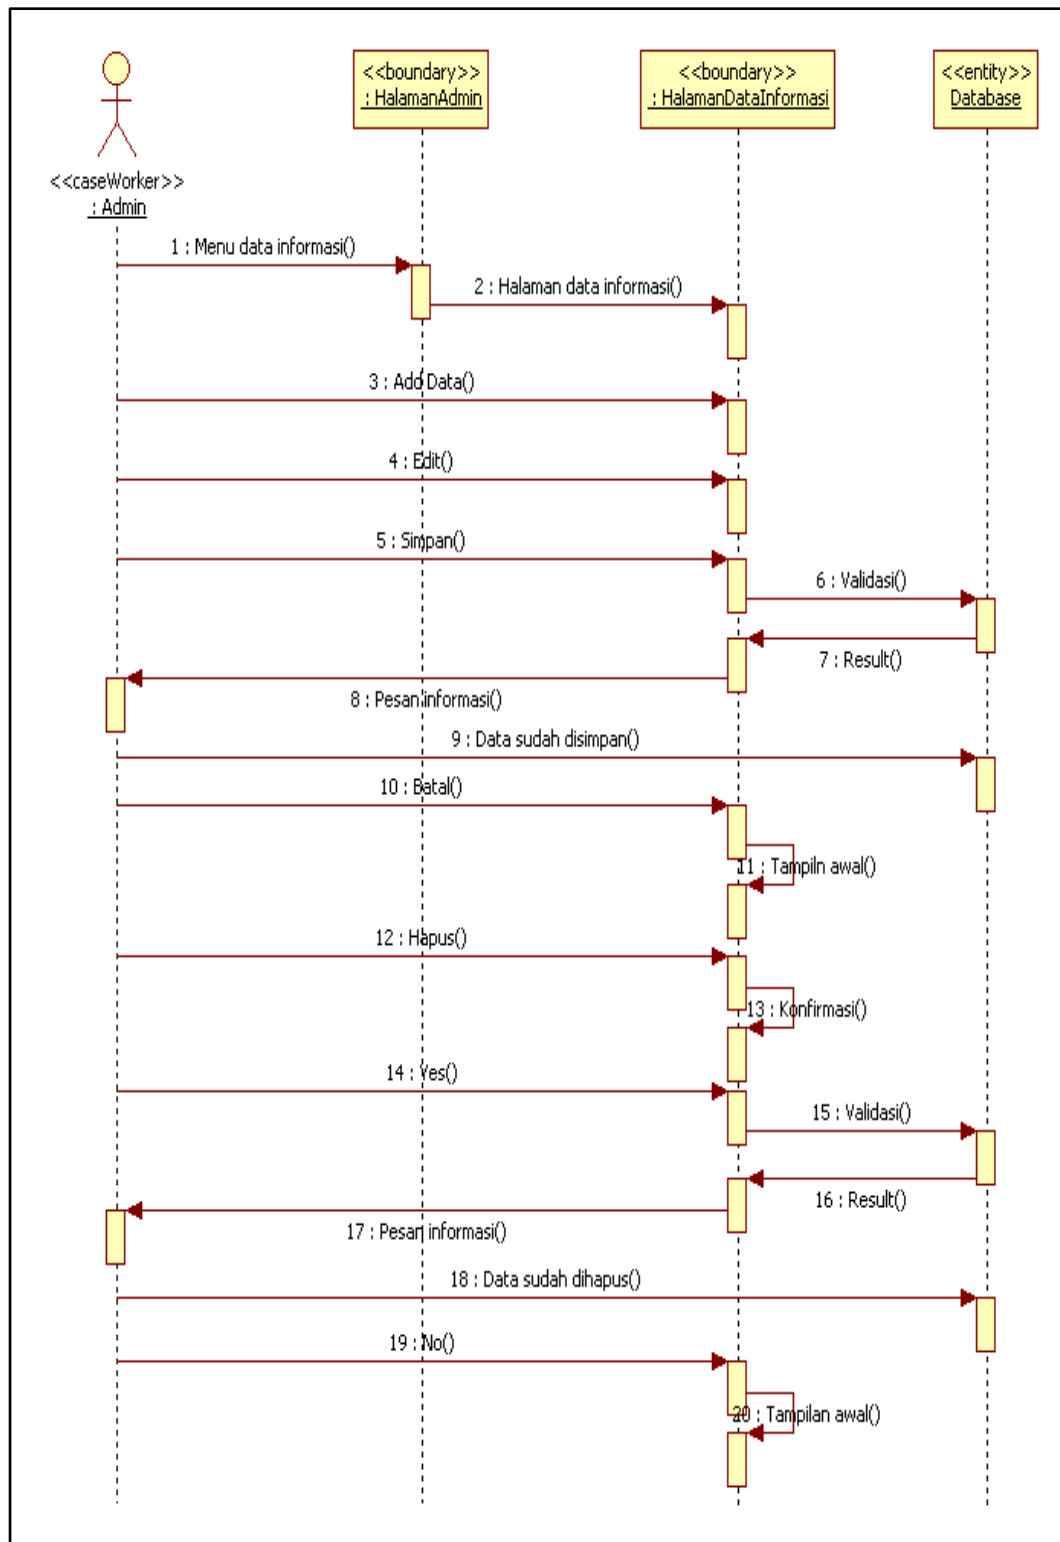 <<boundary>>
: HalamanAdmin
<<boundary>>
: HalamanDataInformasi
<<entity>>
Database
<<caseWorker>>
: Admin
1 : Menu data informasi()
2 : Halaman data informasi()
3 : Add Data()
4 : Edit()
5 : Simpan()
6 : Validasi()
7 : Result()
8 : Pesan informasi()
9 : Data sudah disimpan()
10 : Batal()
11 : Tampiln awal()
12 : Hapus()
13 : Konfirmasi()
14 : Yes()
15 : Validasi()
16 : Result()
17 : Pesan informasi()
18 : Data sudah dihapus()
19 : No()
20 : Tampilan awal()